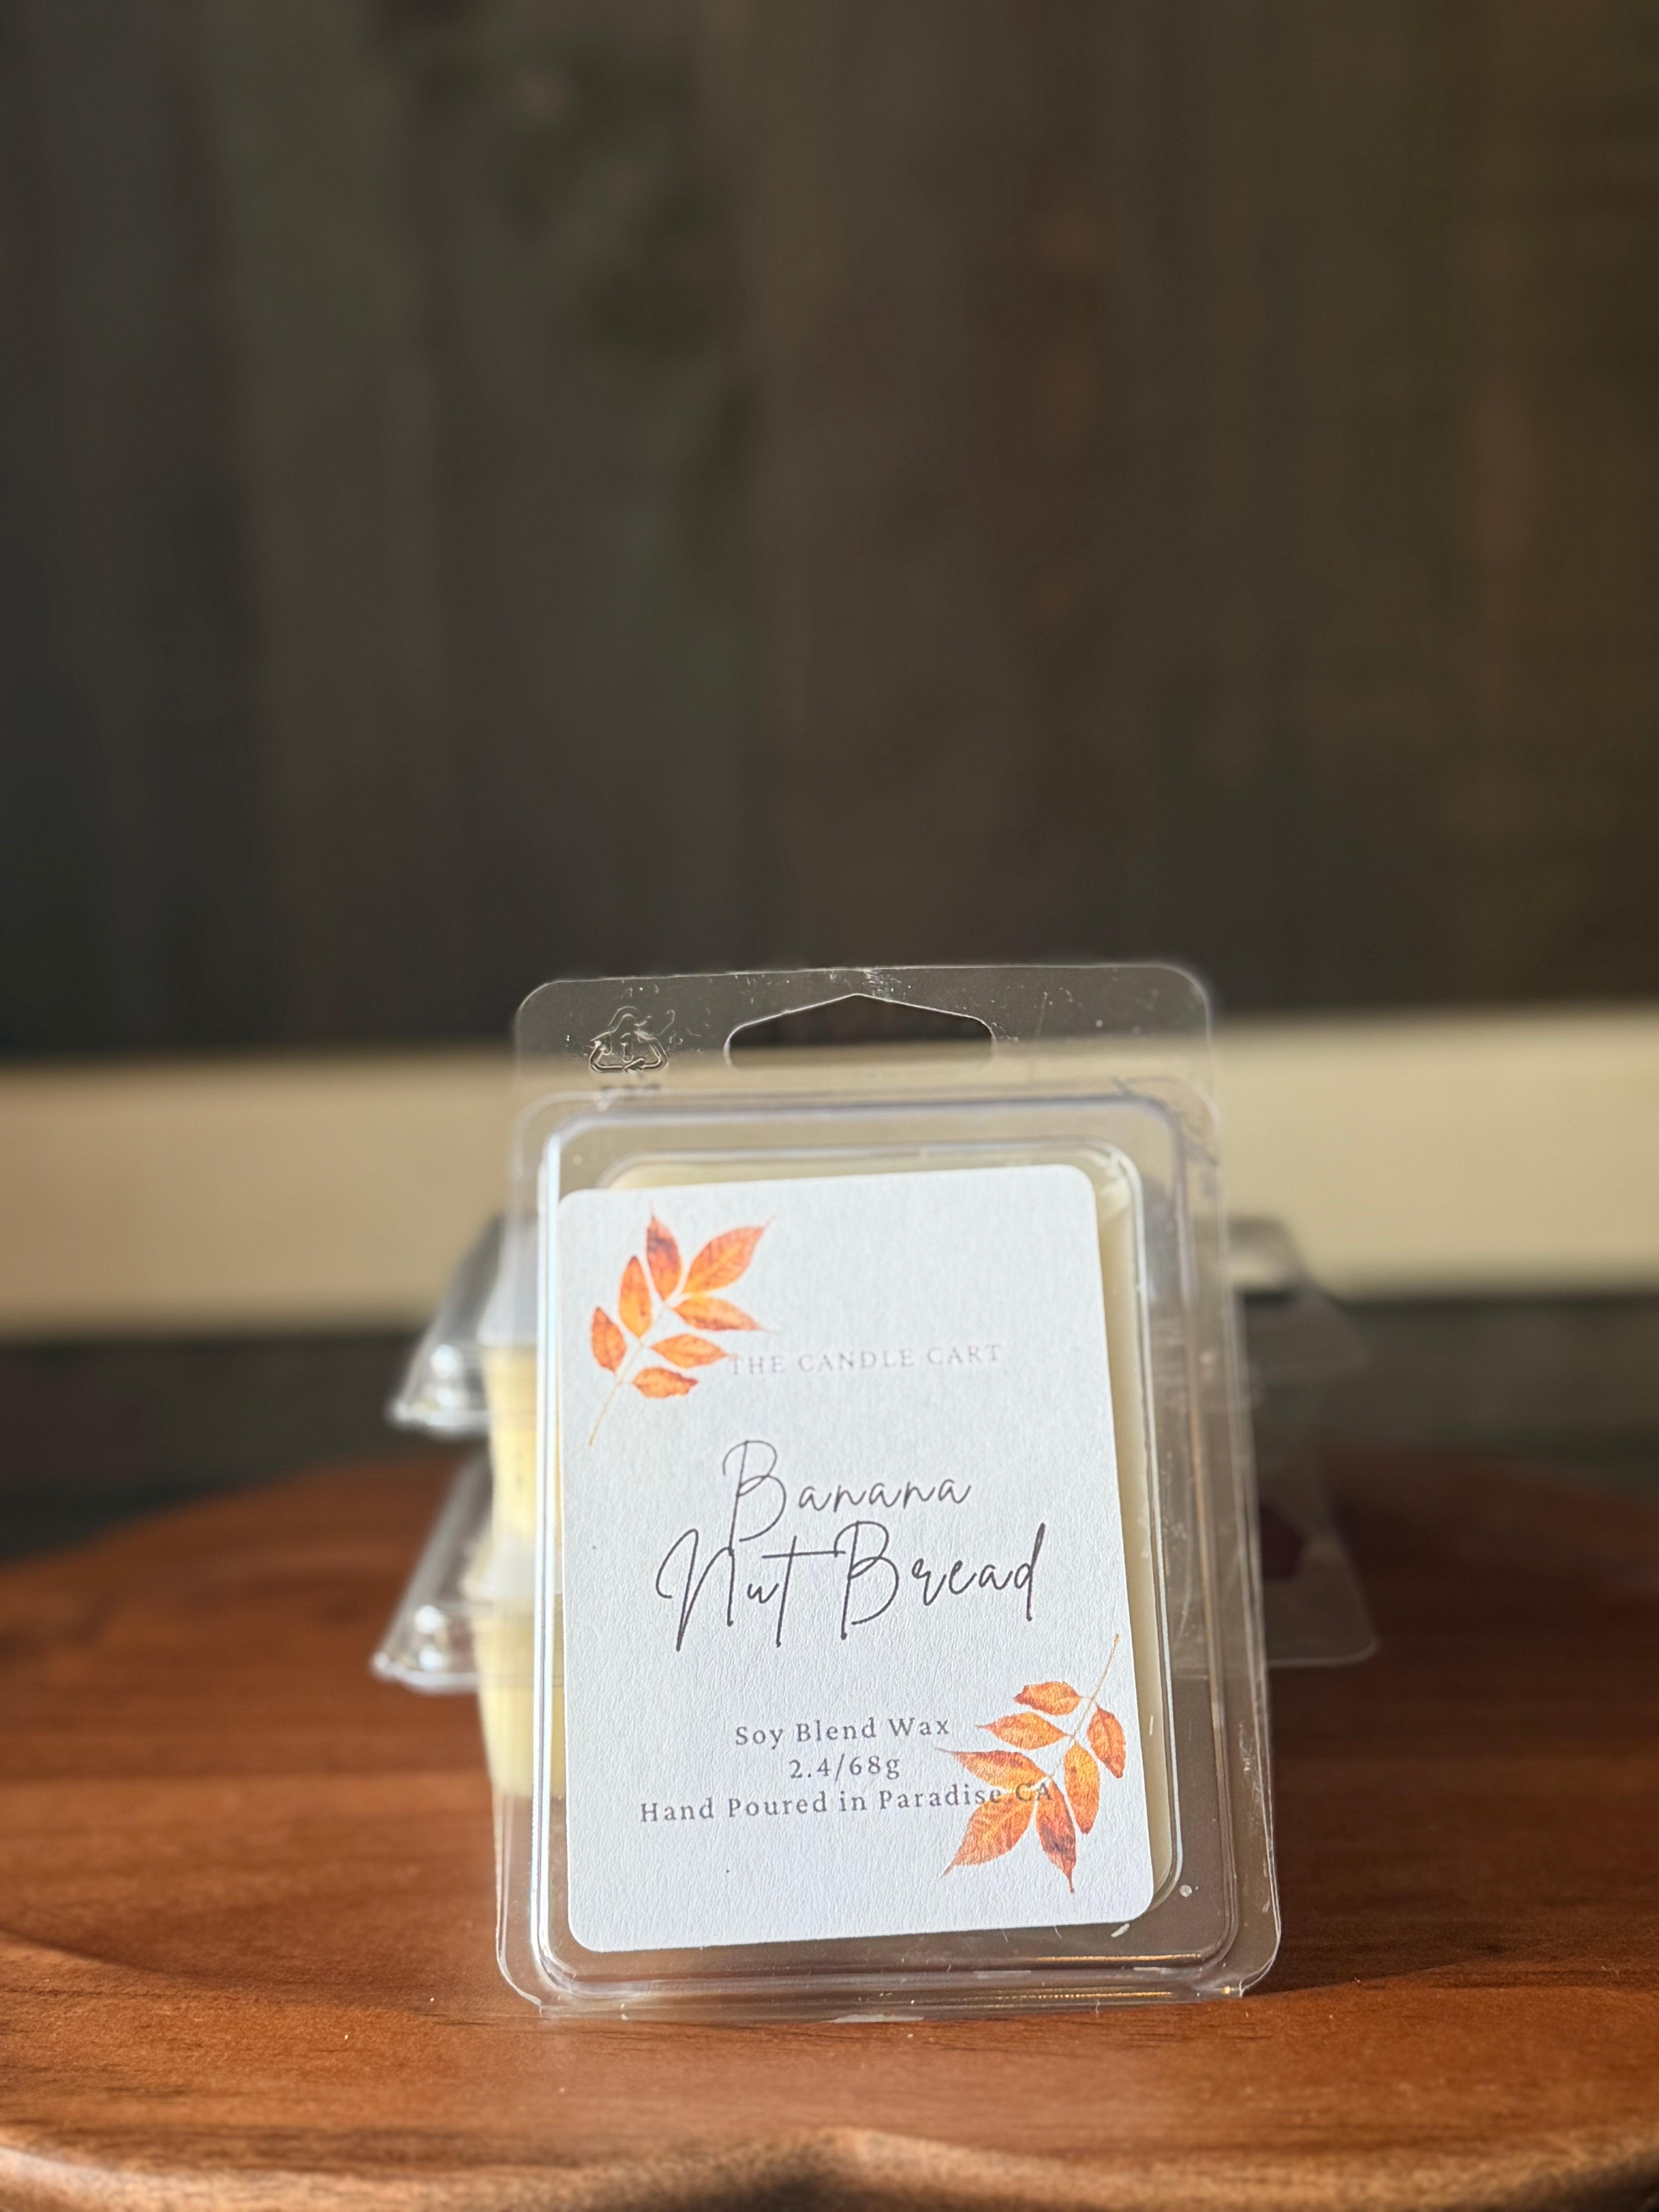 THE CANDLE CART
Banana
Nut Bread
Soy Blend Wax
2.4/68g
Hand Poured in Paradise CA